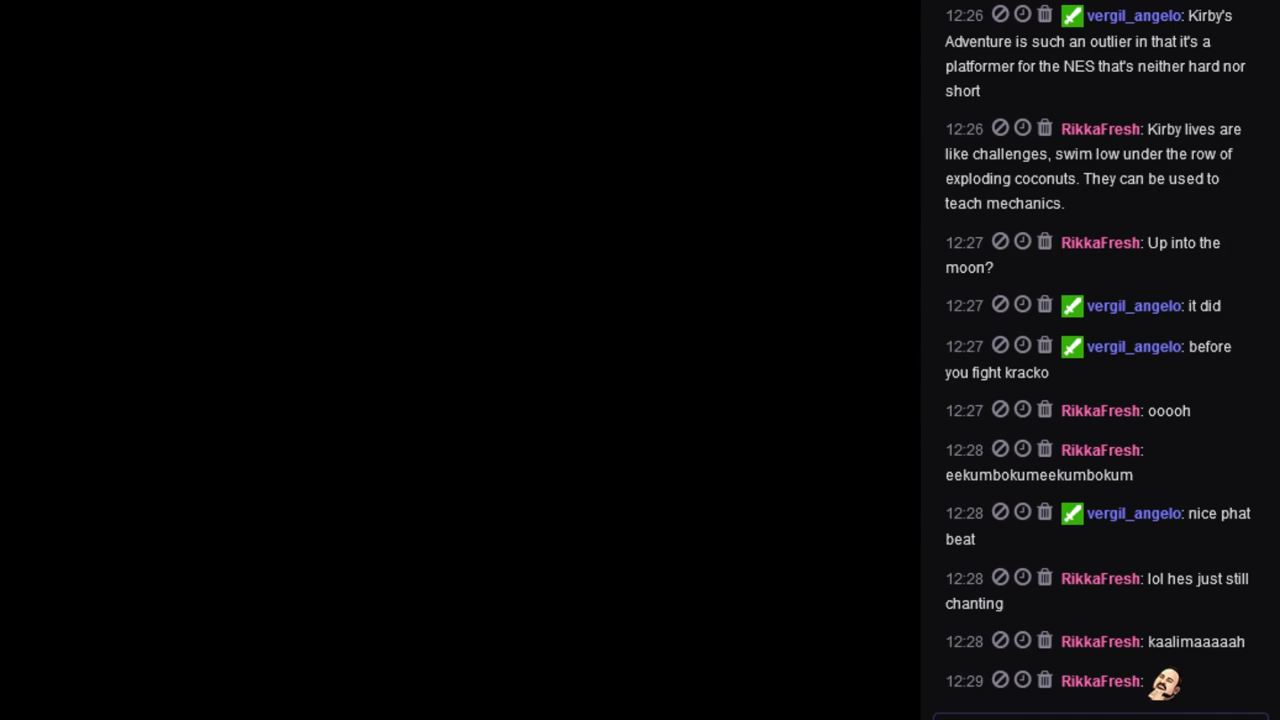 12:26 vergil_angelo: Kirby's
Adventure is such an outlier in that it's a
platformer for the NES that's neither hard nor
short
12:26 RikkaFresh: Kirby lives are
like challenges, swim low under the row of
exploding coconuts. They can be used to
teach mechanics.
12:27 RikkaFresh: Up into the
moon?
12:27 vergil_angelo: it did
12:27 vergil_angelo: before
you fight kracko
12:27 RikkaFresh: ooooh
12:28 RikkaFresh:
eekumbokumeekumbokum
12:28 vergil_angelo: nice phat
beat
12:28 RikkaFresh: lol hes just still
chanting
12:28 RikkaFresh: kaalimaaaaah
12:29 RikkaFresh: